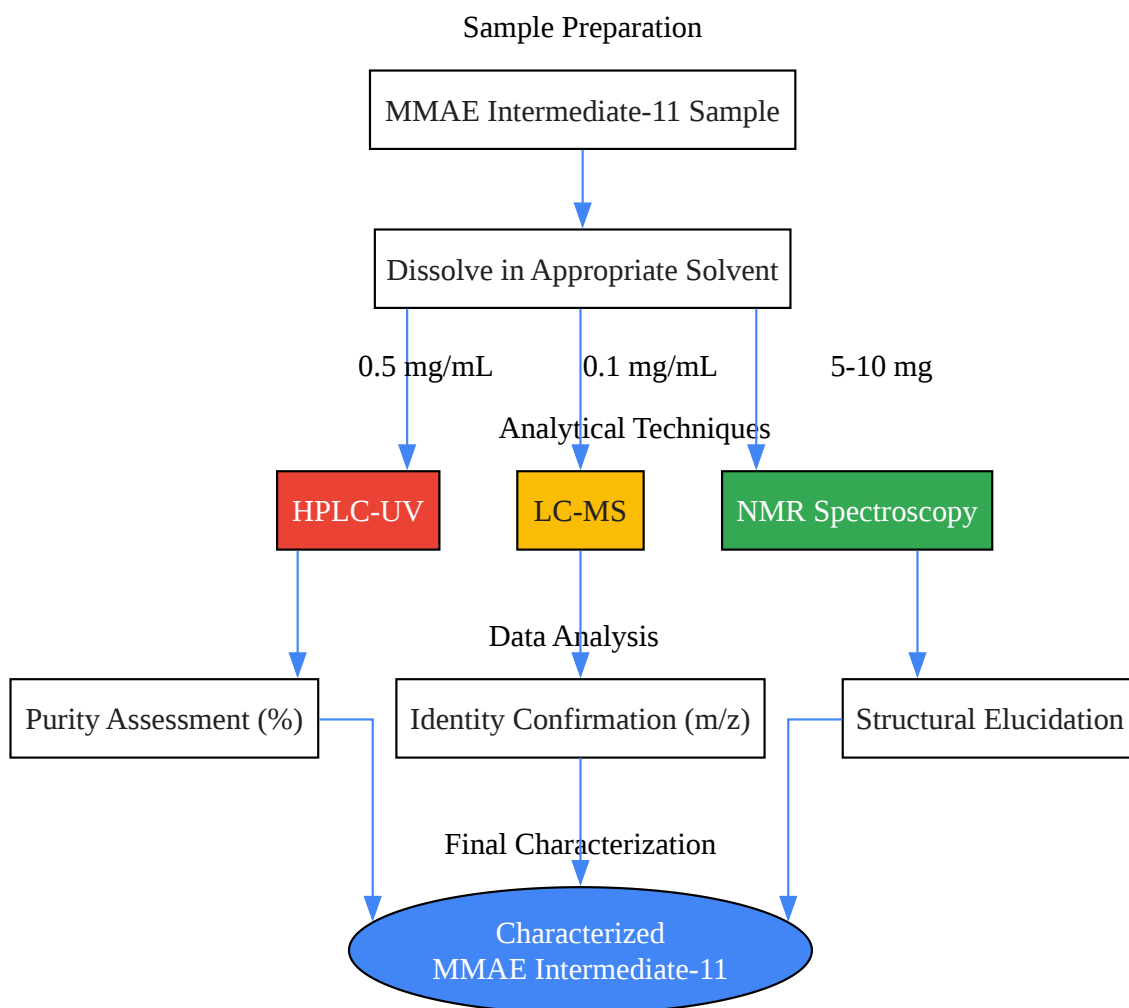 Sample Preparation
MMAE Intermediate-11 Sample
Dissolve in Appropriate Solvent
0.5 mg/mL
0.1 mg/mL
5-10 mg
Analytical Techniques
HPLC-UV
LC-MS
NMR Spectroscopy
Data Analysis
Purity Assessment (%)
Identity Confirmation (m/z)
Structural Elucidation
Final Characterization
Characterized
MMAE Intermediate-11